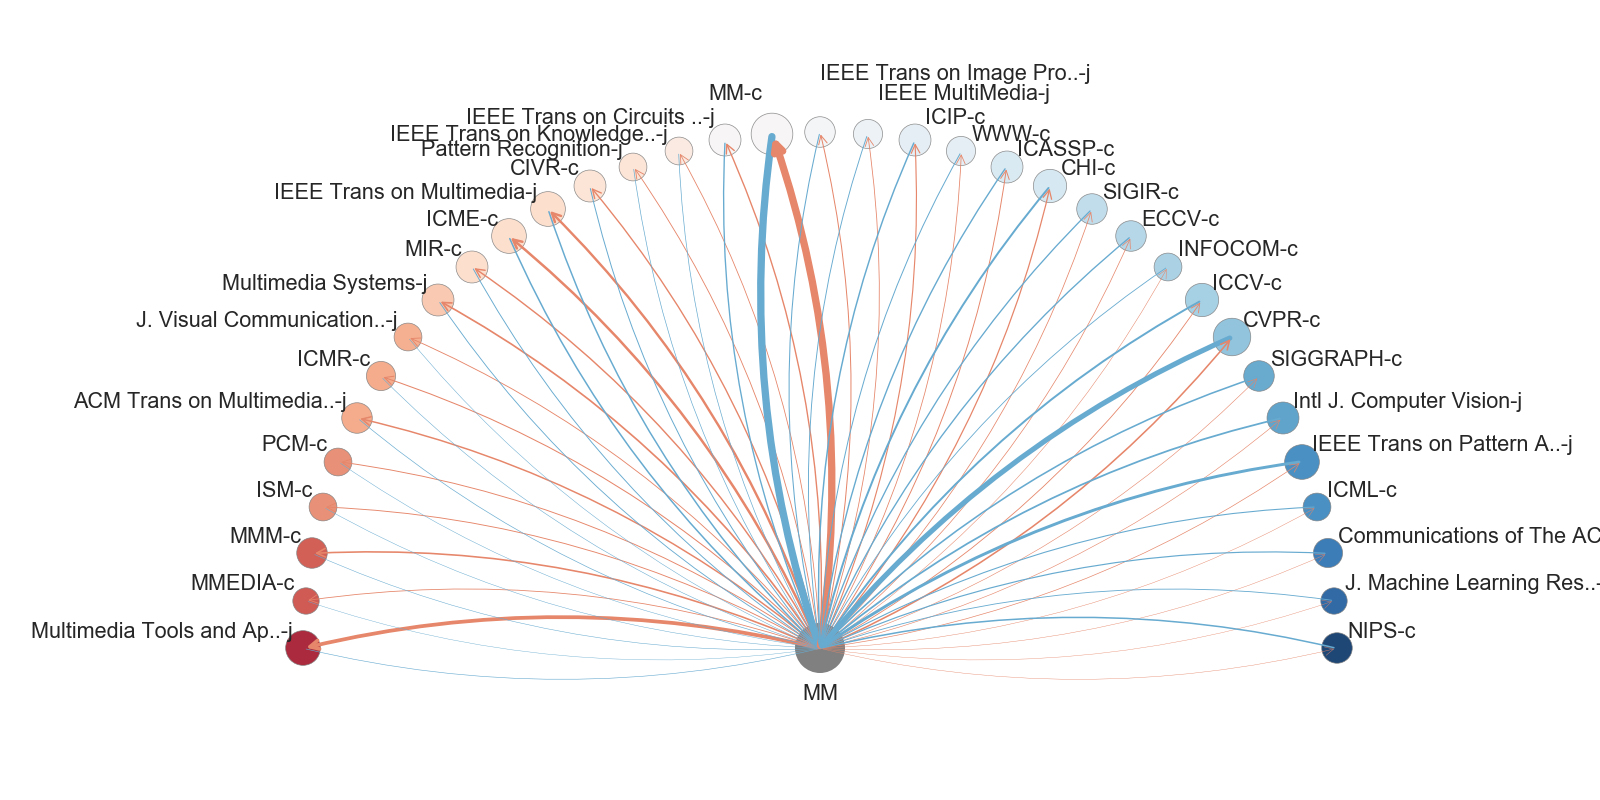 IEEE Trans on Image Pro..-j
MM-c
IEEE MultiMedia-j
IEEE Trans on Circuits ..-j
ICIP-c
IEEE Trans on Knowledge..-j
WWW-c
Pattern Recognition-j
ICASSP-c
CIVR-c
CHI-c
IEEE Trans on Multimedia-j
SIGIR-c
ICME-c
ECCV-c
MIR-c
INFOCOM-c
Multimedia Systems-j
ICCV-c
J. Visual Communication..-j
CVPR-c
ICMR-c
SIGGRAPH-c
ACM Trans on Multimedia..-j
Intl J. Computer Vision-j
PCM-c
IEEE Trans on Pattern A..-j
ISM-c
ICML-c
MMM-c
Communications of The AC
MMEDIA-c
J. Machine Learning Res..-
Multimedia Tools and Ap..-j
NIPS-c
MM